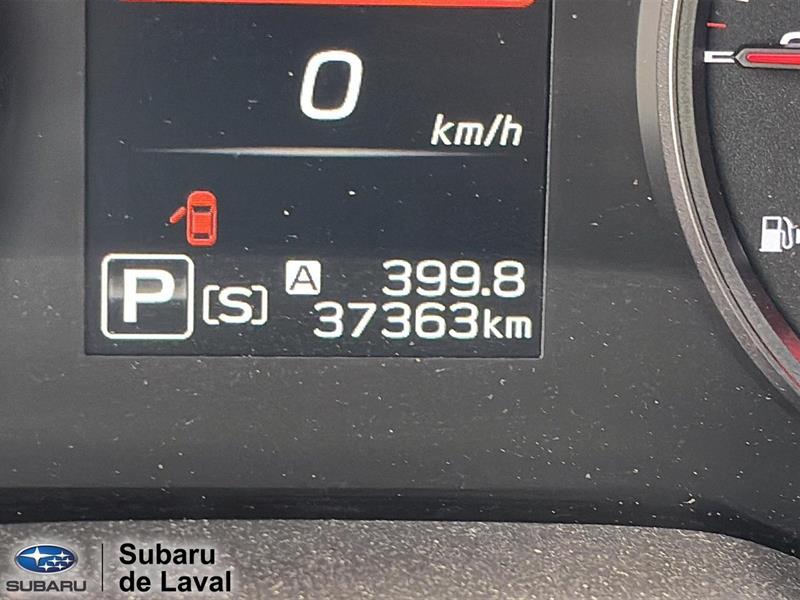 0
km/h
A 399.8
P [S] 37363km
SUBARU
Subaru
de Laval